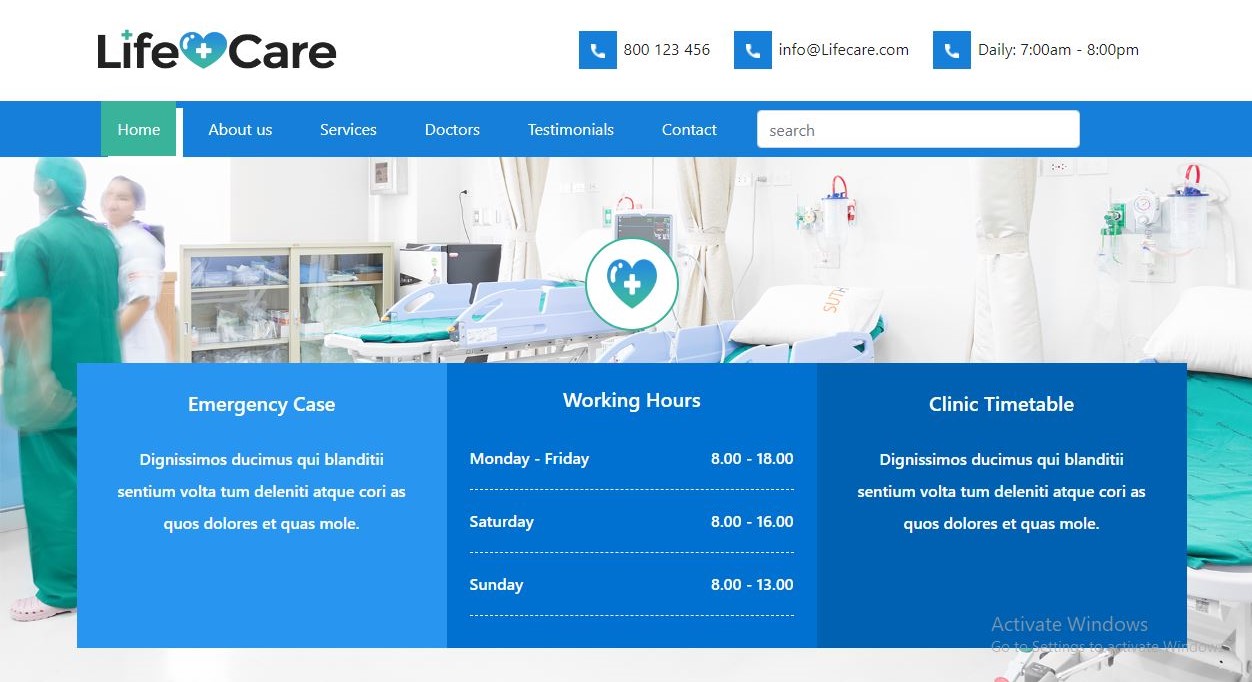 Life Care
800 123 456
info@Lifecare.com
Daily: 7:00am - 8:00pm
Home
About us
Services
Doctors
Testimonials
Contact
search
Emergency Case
Dignissimos ducimus qui blanditii
sentium volta tum deleniti atque cori as
quos dolores et quas mole.
Working Hours
Monday - Friday 8.00 - 18.00
Saturday 8.00 - 16.00
Sunday 8.00 - 13.00
Clinic Timetable
Dignissimos ducimus qui blanditii
sentium volta tum deleniti atque cori as
quos dolores et quas mole.
Activate Windows
Go to Settings to activate Windows.